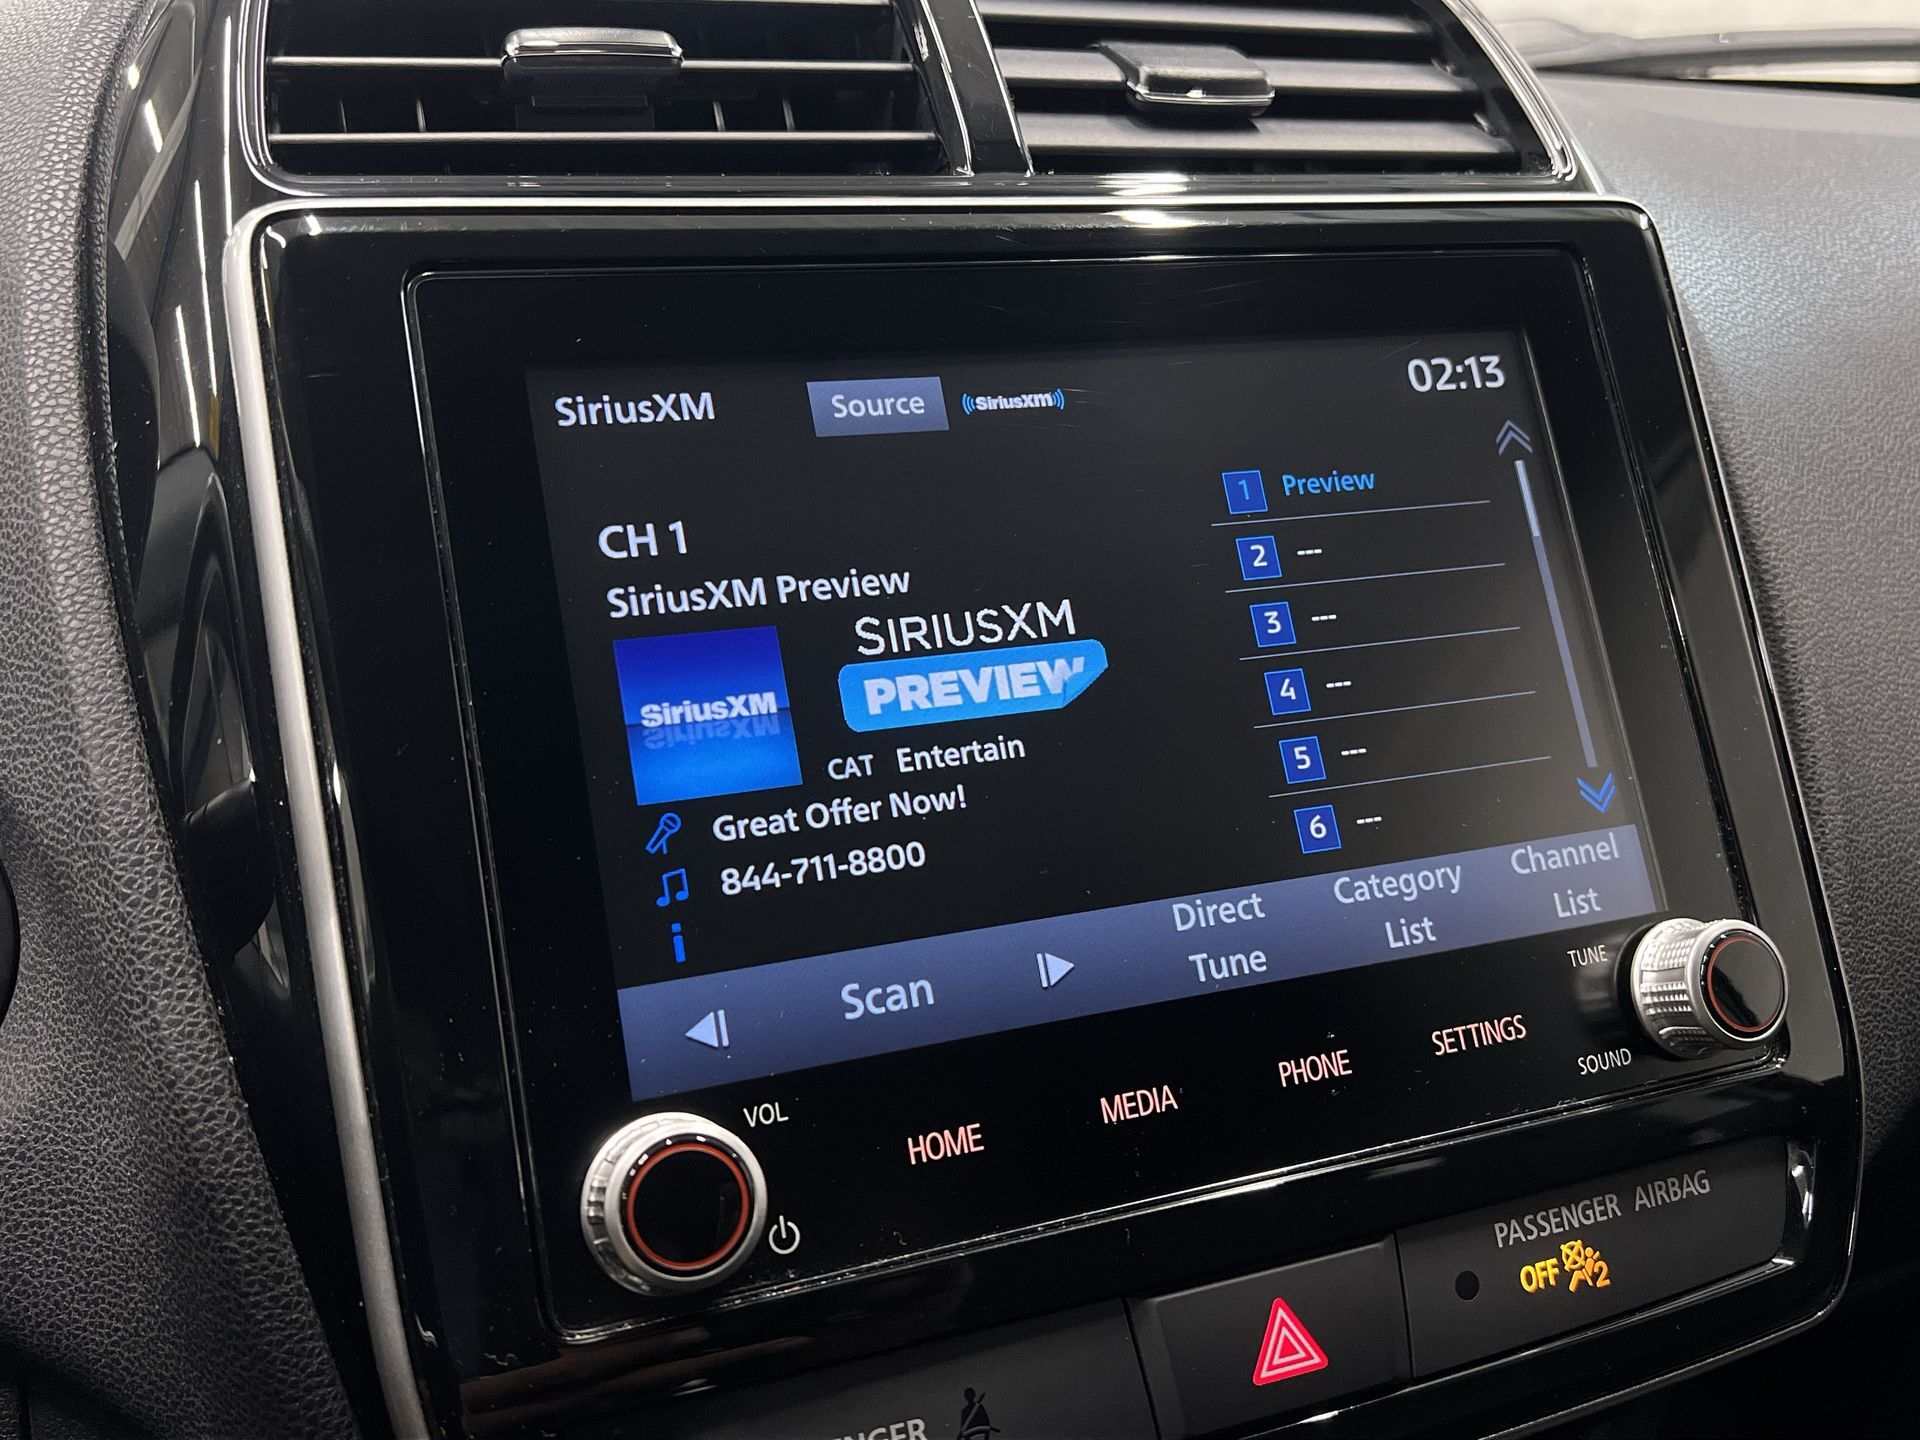 SiriusXM Source SiriusXM 02:13
CH 1
SiriusXM Preview
SiriusXM
SIRIUSXM
PREVIEW
CAT Entertain
Great Offer Now!
844-711-8800
1 Preview
2 ---
3 ---
4 ---
5 ---
6 ---
Scan
Direct
Tune
Category
List
Channel
List
TUNE
SOUND
VOL
HOME
MEDIA
PHONE
SETTINGS
PASSENGER AIRBAG
OFF 2